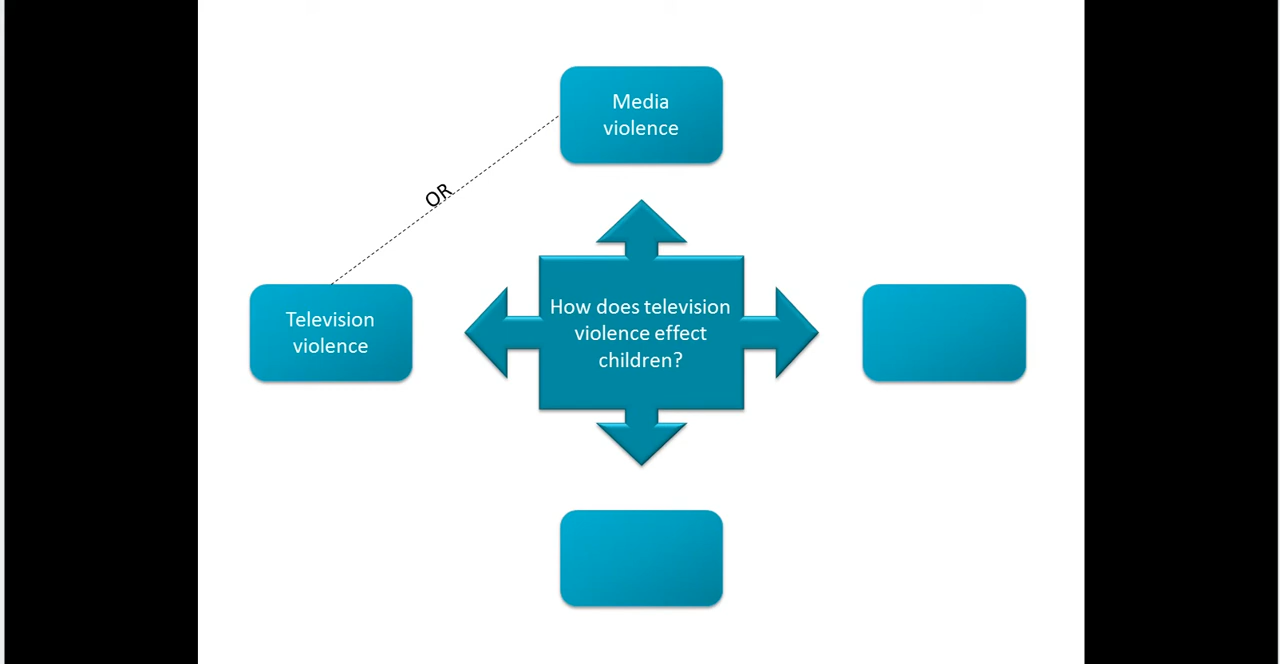 Media
violence
OR
Television
violence
How does television
violence effect
children?